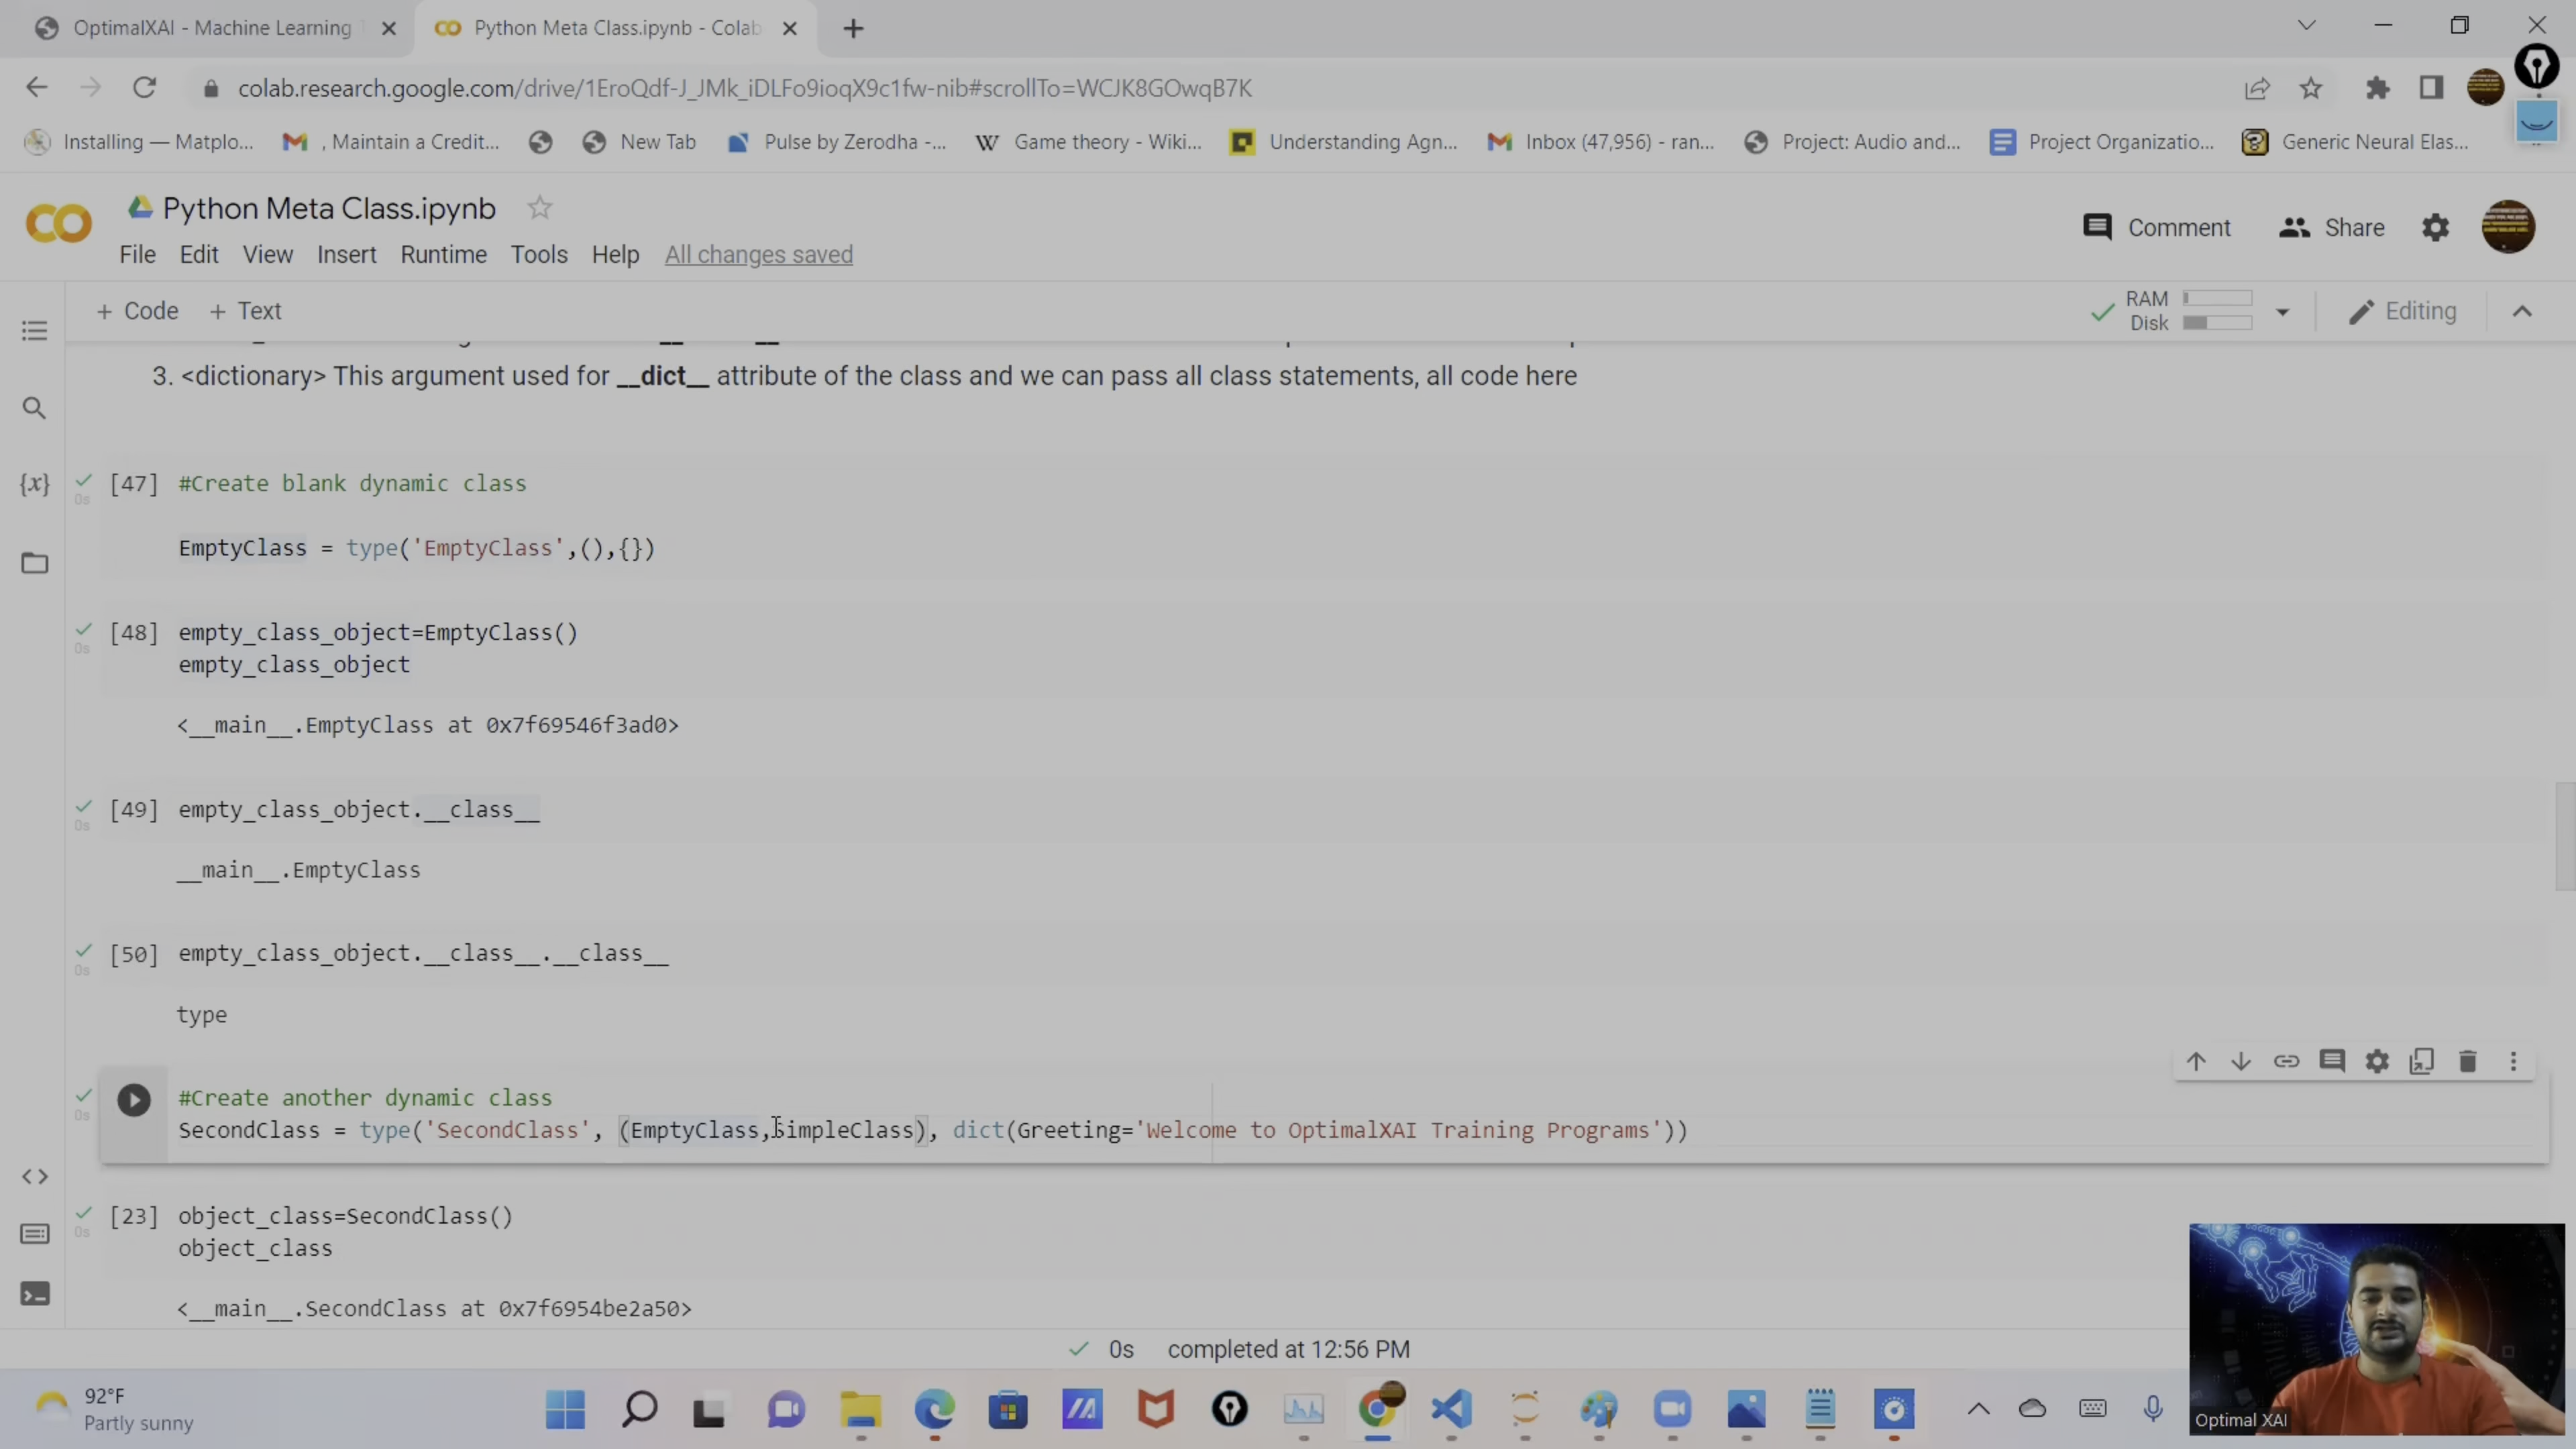 OptimalXAI - Machine Learning
Python Meta Class.ipynb - Colab
colab.research.google.com/drive/1EroQdf-J_JMk_iDLFo9ioqX9c1fw-nib#scrollTo=WCJK8GOwqB7K
Installing — Matplo...
, Maintain a Credit...
New Tab
Pulse by Zerodha -...
Game theory - Wiki...
Understanding Agn...
Inbox (47,956) - ran...
Project: Audio and...
Project Organizatio...
Generic Neural Elas...
Python Meta Class.ipynb
Comment
Share
File Edit View Insert Runtime Tools Help All changes saved
+ Code + Text
RAM
Disk
Editing
3. <dictionary> This argument used for __dict__ attribute of the class and we can pass all class statements, all code here
[47] #Create blank dynamic class
0s
EmptyClass = type('EmptyClass',(),{})
[48] empty_class_object=EmptyClass()
0s
empty_class_object
<__main__.EmptyClass at 0x7f69546f3ad0>
[49] empty_class_object.__class__
0s
__main__.EmptyClass
[50] empty_class_object.__class__.__class__
0s
type
#Create another dynamic class
0s
SecondClass = type('SecondClass', (EmptyClass,SimpleClass), dict(Greeting='Welcome to OptimalXAI Training Programs'))
[23] object_class=SecondClass()
0s
object_class
<__main__.SecondClass at 0x7f6954be2a50>
0s completed at 12:56 PM
92°F
Partly sunny
Optimal XAI